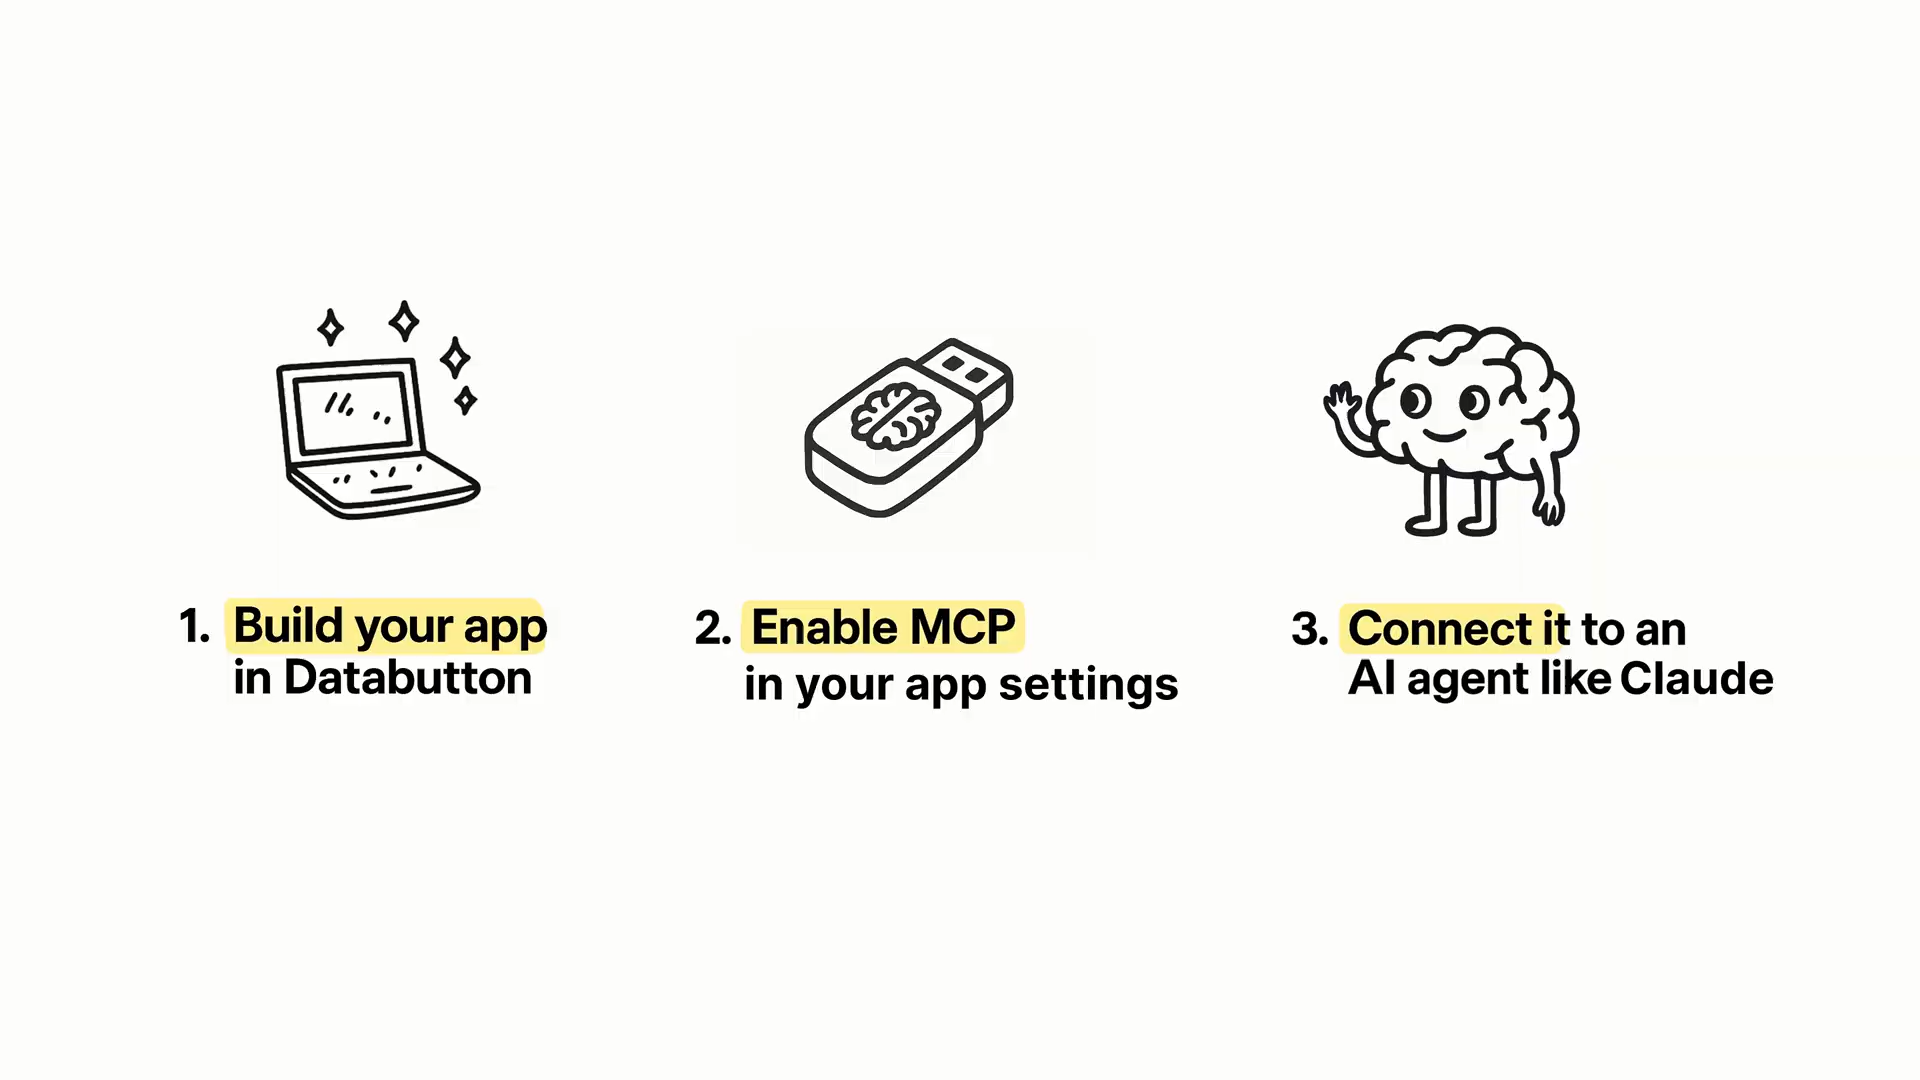 1. Build your app
in Databutton
2. Enable MCP
in your app settings
3. Connect it to an
AI agent like Claude